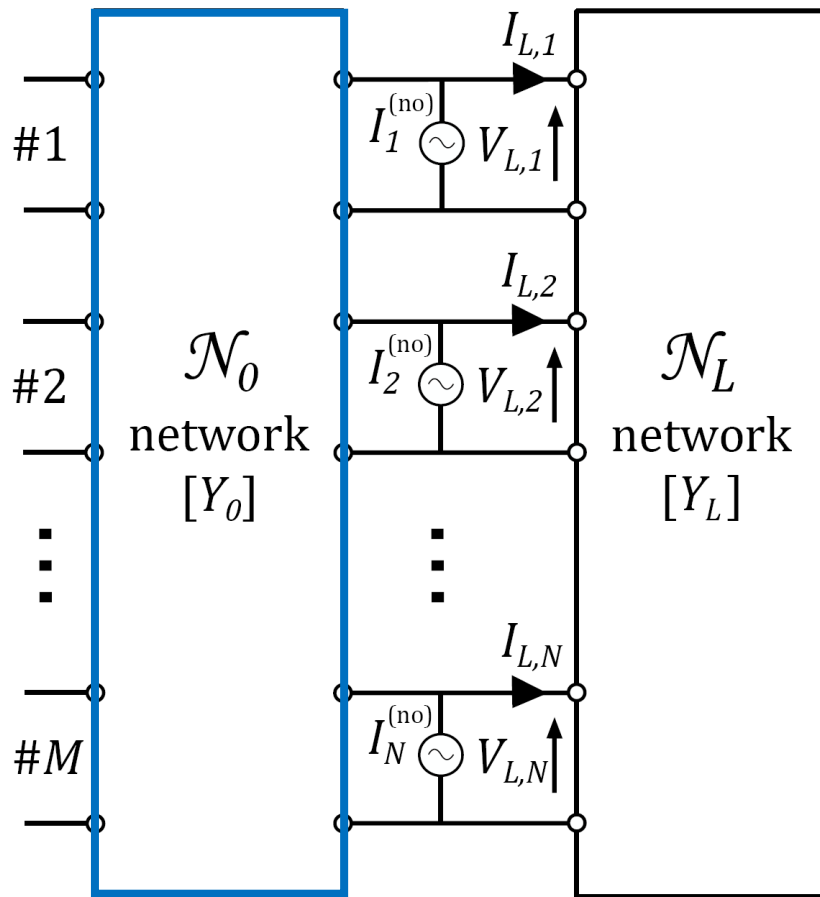 I_{L,1}
#1
I_1^{(no)}
V_{L,1}
I_{L,2}
#2
𝒩_0
network
[Y_0]
I_2^{(no)}
V_{L,2}
𝒩_L
network
[Y_L]
I_{L,N}
#M
I_N^{(no)}
V_{L,N}